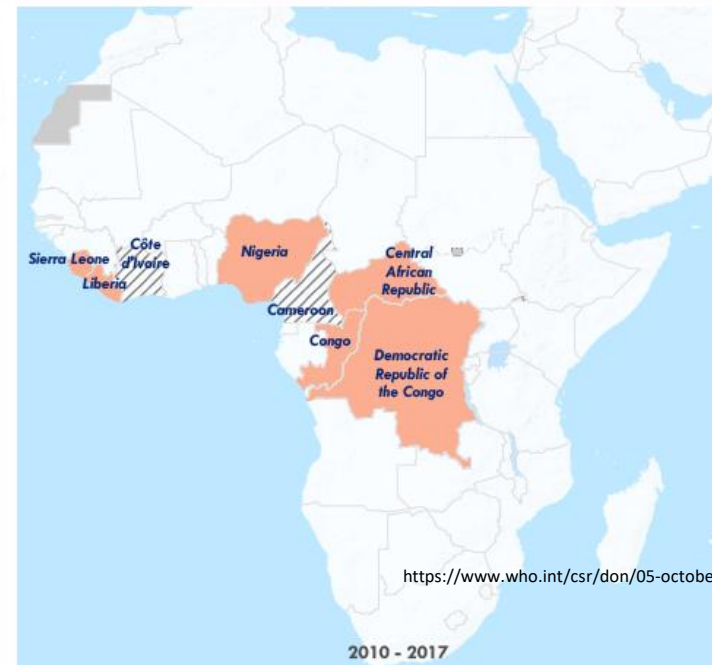 Côte
d'Ivoire
Nigeria
Sierra Leone
Liberia
Central
African
Republic
Cameroon
Congo
Democratic
Republic of
the Congo
https://www.who.int/csr/don/05-octobe
2010 - 2017